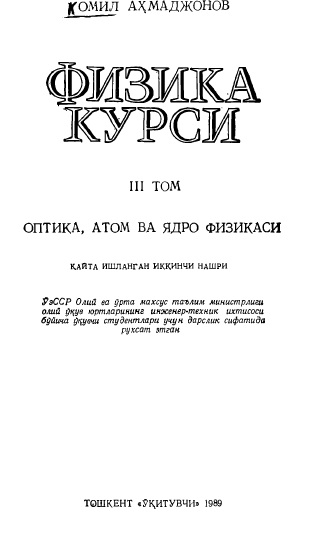 КОМИЛ АҲМАДЖОНОВ
ФИЗИКА
КУРСИ
III ТОМ
ОПТИКА, АТОМ ВА ЯДРО ФИЗИКАСИ
ҚАЙТА ИШЛАНГАН ИККИНЧИ НАШРИ
ЎзССР Олий ва ўрта махсус таълим министрлиги
олий ўқув юртларининг инженер-техник ихтисоси
бўйича ўқувчи студентлари учун дарслик сифатида
рухсат этган
ТОШКЕНТ «ЎҚИТУВЧИ» 1989